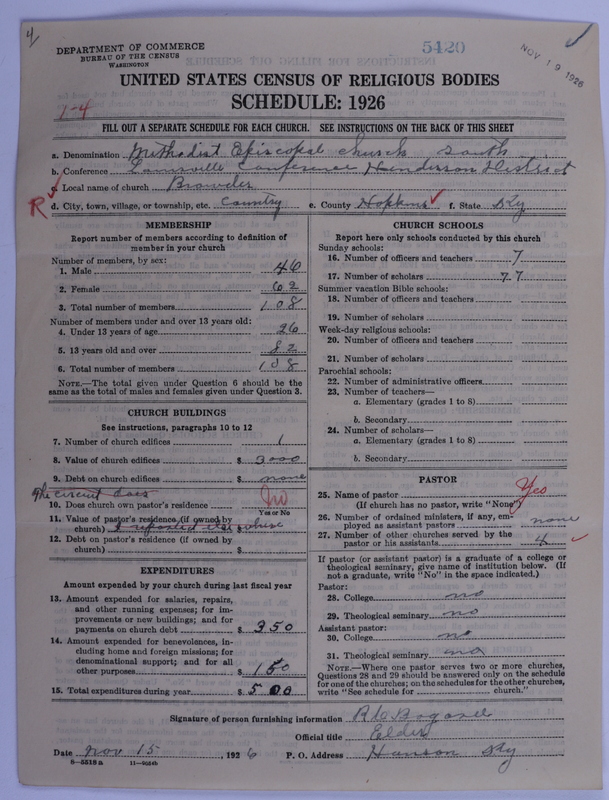 4
DEPARTMENT OF COMMERCE
BUREAU OF THE CENSUS
WASHINGTON
5420
NOV 19 1926
UNITED STATES CENSUS OF RELIGIOUS BODIES
SCHEDULE: 1926
7-4
FILL OUT A SEPARATE SCHEDULE FOR EACH CHURCH. SEE INSTRUCTIONS ON THE BACK OF THIS SHEET
a. Denomination Methodist Episcopal Church South
b. Conference Louisville Conference Henderson District
c. Local name of church Browder
R d. City, town, village, or township, etc. Country e. County Hopkins f. State Ky
MEMBERSHIP
Report number of members according to definition of
member in your church
Number of members, by sex:
1. Male 46
2. Female 62
3. Total number of members 108
Number of members under and over 13 years old:
4. Under 13 years of age 26
5. 13 years old and over 82
6. Total number of members 108
NOTE.—The total given under Question 6 should be the
same as the total of males and females given under Question 3.
CHURCH BUILDINGS
See instructions, paragraphs 10 to 12
7. Number of church edifices 1
8. Value of church edifices $ 3000
9. Debt on church edifices $ none
The circuit does
10. Does church own pastor's residence no
Yes or No
11. Value of pastor's residence (if owned by
church) $ I reported else where
12. Debt on pastor's residence (if owned by
church) $
EXPENDITURES
Amount expended by your church during last fiscal year
13. Amount expended for salaries, repairs,
and other running expenses; for im-
provements or new buildings; and for
payments on church debt $ 350
14. Amount expended for benevolences, in-
cluding home and foreign missions; for
denominational support; and for all
other purposes $ 150
15. Total expenditures during year $ 500
CHURCH SCHOOLS
Report here only schools conducted by this church
Sunday schools:
16. Number of officers and teachers 7
17. Number of scholars 77
Summer vacation Bible schools:
18. Number of officers and teachers
19. Number of scholars
Week-day religious schools:
20. Number of officers and teachers
21. Number of scholars
Parochial schools:
22. Number of administrative officers
23. Number of teachers—
a. Elementary (grades 1 to 8)
b. Secondary
24. Number of scholars—
a. Elementary (grades 1 to 8)
b. Secondary
PASTOR
25. Name of pastor Yes
(If church has no pastor, write "None")
26. Number of ordained ministers, if any, em-
ployed as assistant pastors none
27. Number of other churches served by the
pastor or his assistants 4
If pastor (or assistant pastor) is a graduate of a college or
theological seminary, give name of institution below. (If
not a graduate, write "No" in the space indicated.)
Pastor:
28. College no
29. Theological seminary no
Assistant pastor:
30. College no
31. Theological seminary no
NOTE.—Where one pastor serves two or more churches,
Questions 28 and 29 should be answered only on the schedule
for one of the churches; on the schedules for the other churches,
write "See schedule for church."
Signature of person furnishing information
Official title Elder
Date Nov 15, 1926 P. O. Address Hanson Ky
8-5518a